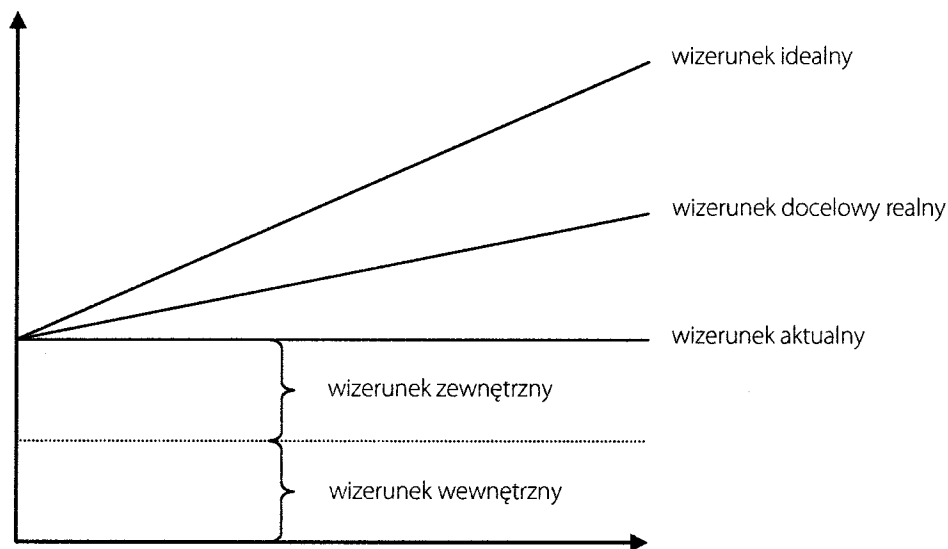 wizerunek idealny
wizerunek docelowy realny
wizerunek aktualny
wizerunek zewnętrzny
wizerunek wewnętrzny